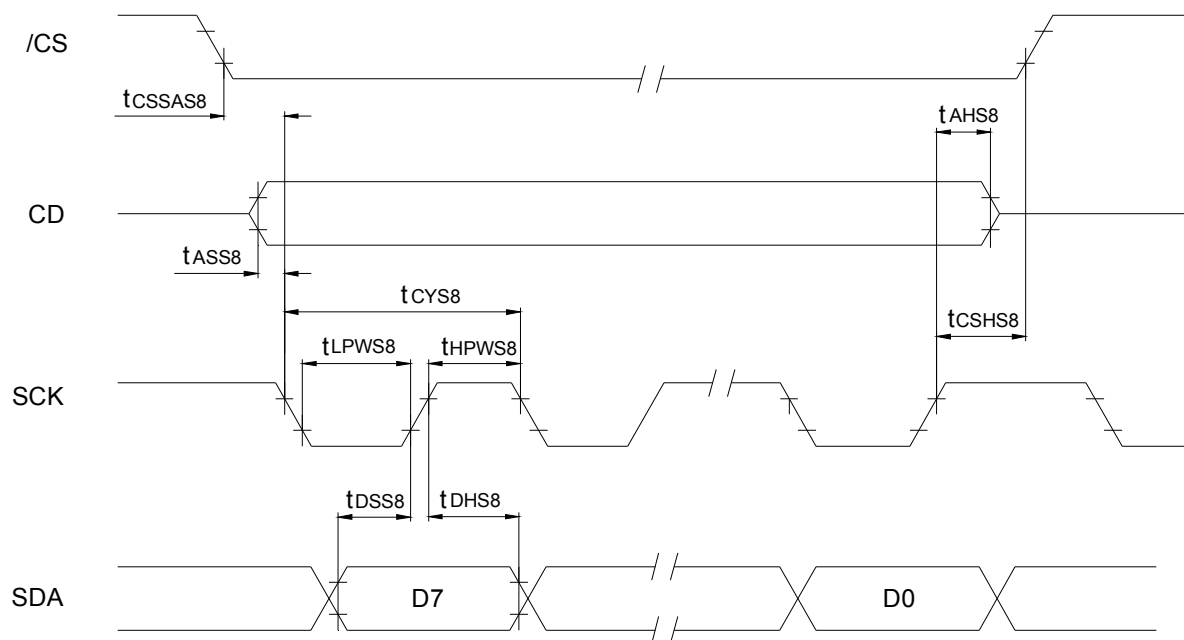 /CS
tCSSAS8
tAHS8
CD
tASS8
tCYS8
tCSHS8
tLPWS8 tHPWS8
SCK
tDSS8 tDHS8
SDA D7 D0